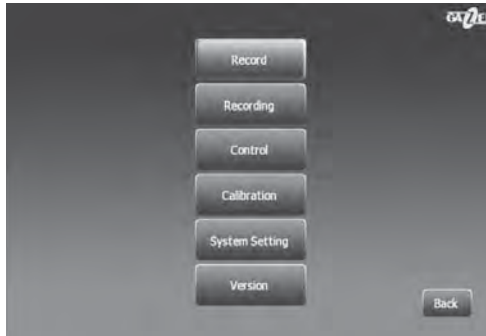 Record
Recording
Control
Calibration
System Setting
Version
Back